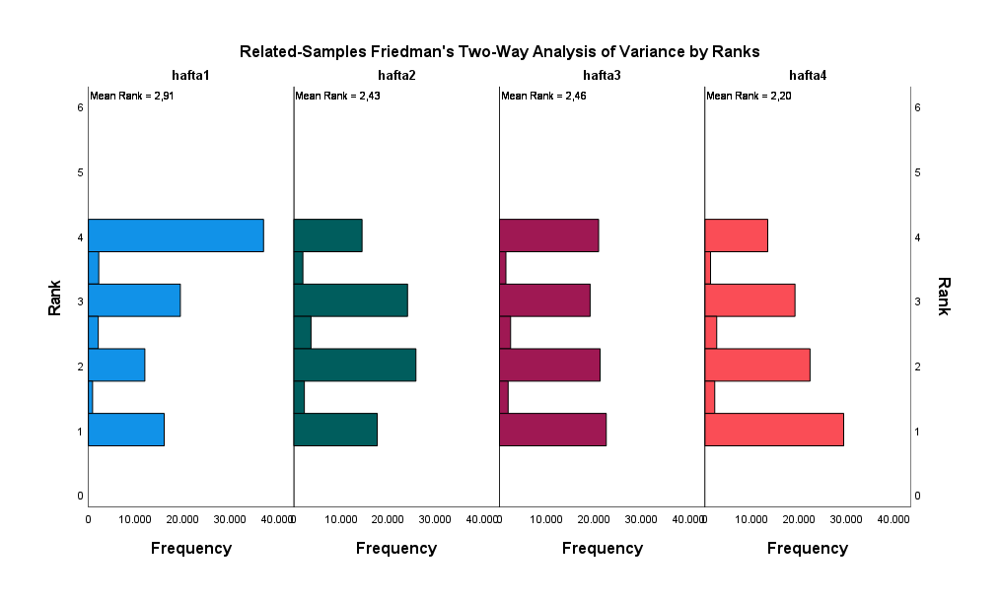 Related-Samples Friedman's Two-Way Analysis of Variance by Ranks
hafta1 hafta2 hafta3 hafta4
Mean Rank = 2,91 Mean Rank = 2,43 Mean Rank = 2,46 Mean Rank = 2,20
6 6
5 5
4 4
3 3
Rank Rank
2 2
1 1
0 0
0 10.000 20.000 30.000 40.000 0 10.000 20.000 30.000 40.000 0 10.000 20.000 30.000 40.000 0 10.000 20.000 30.000 40.000
Frequency Frequency Frequency Frequency